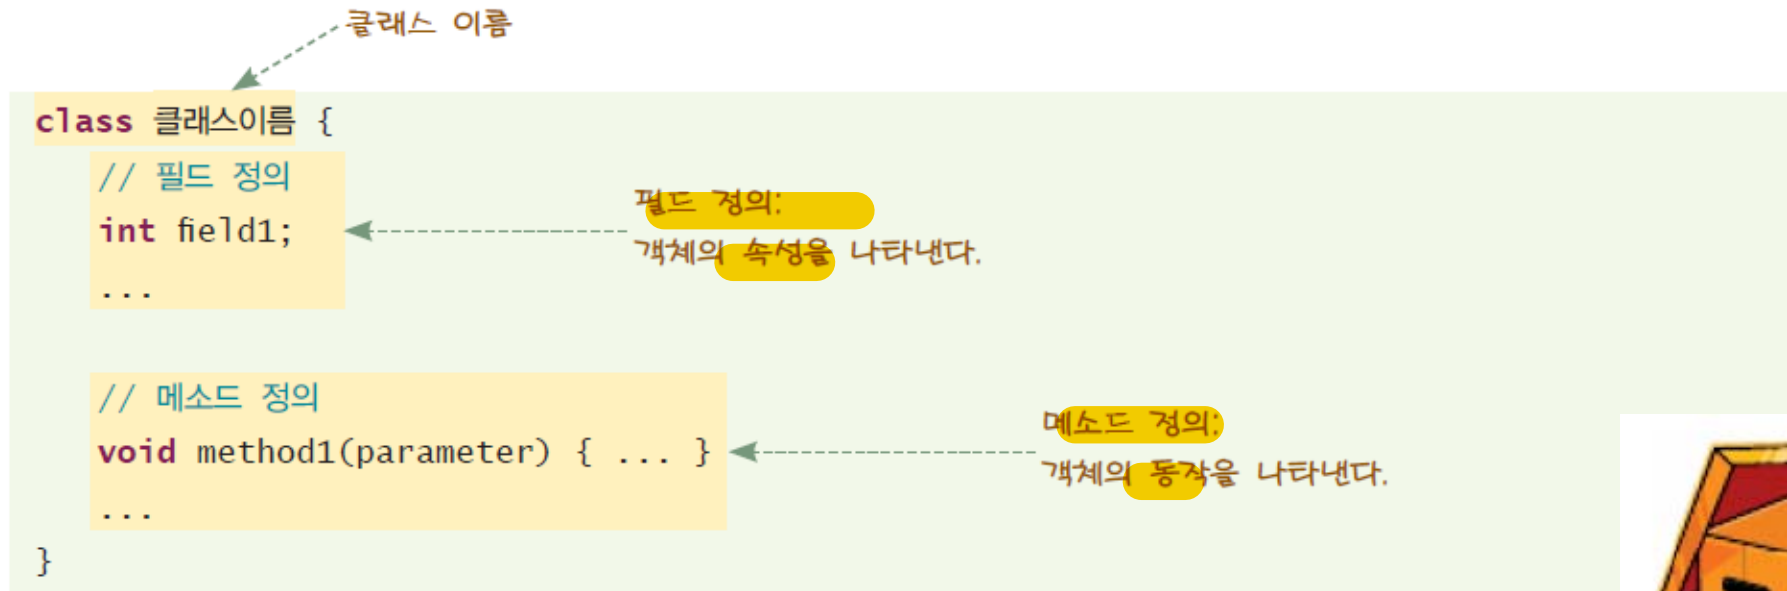 클래스 이름
class 클래스이름 {
// 필드 정의
필드 정의:
int field1;
객체의 속성을 나타낸다.
...
// 메소드 정의
메소드 정의:
void method1(parameter) { ... }
객체의 동작을 나타낸다.
...
}